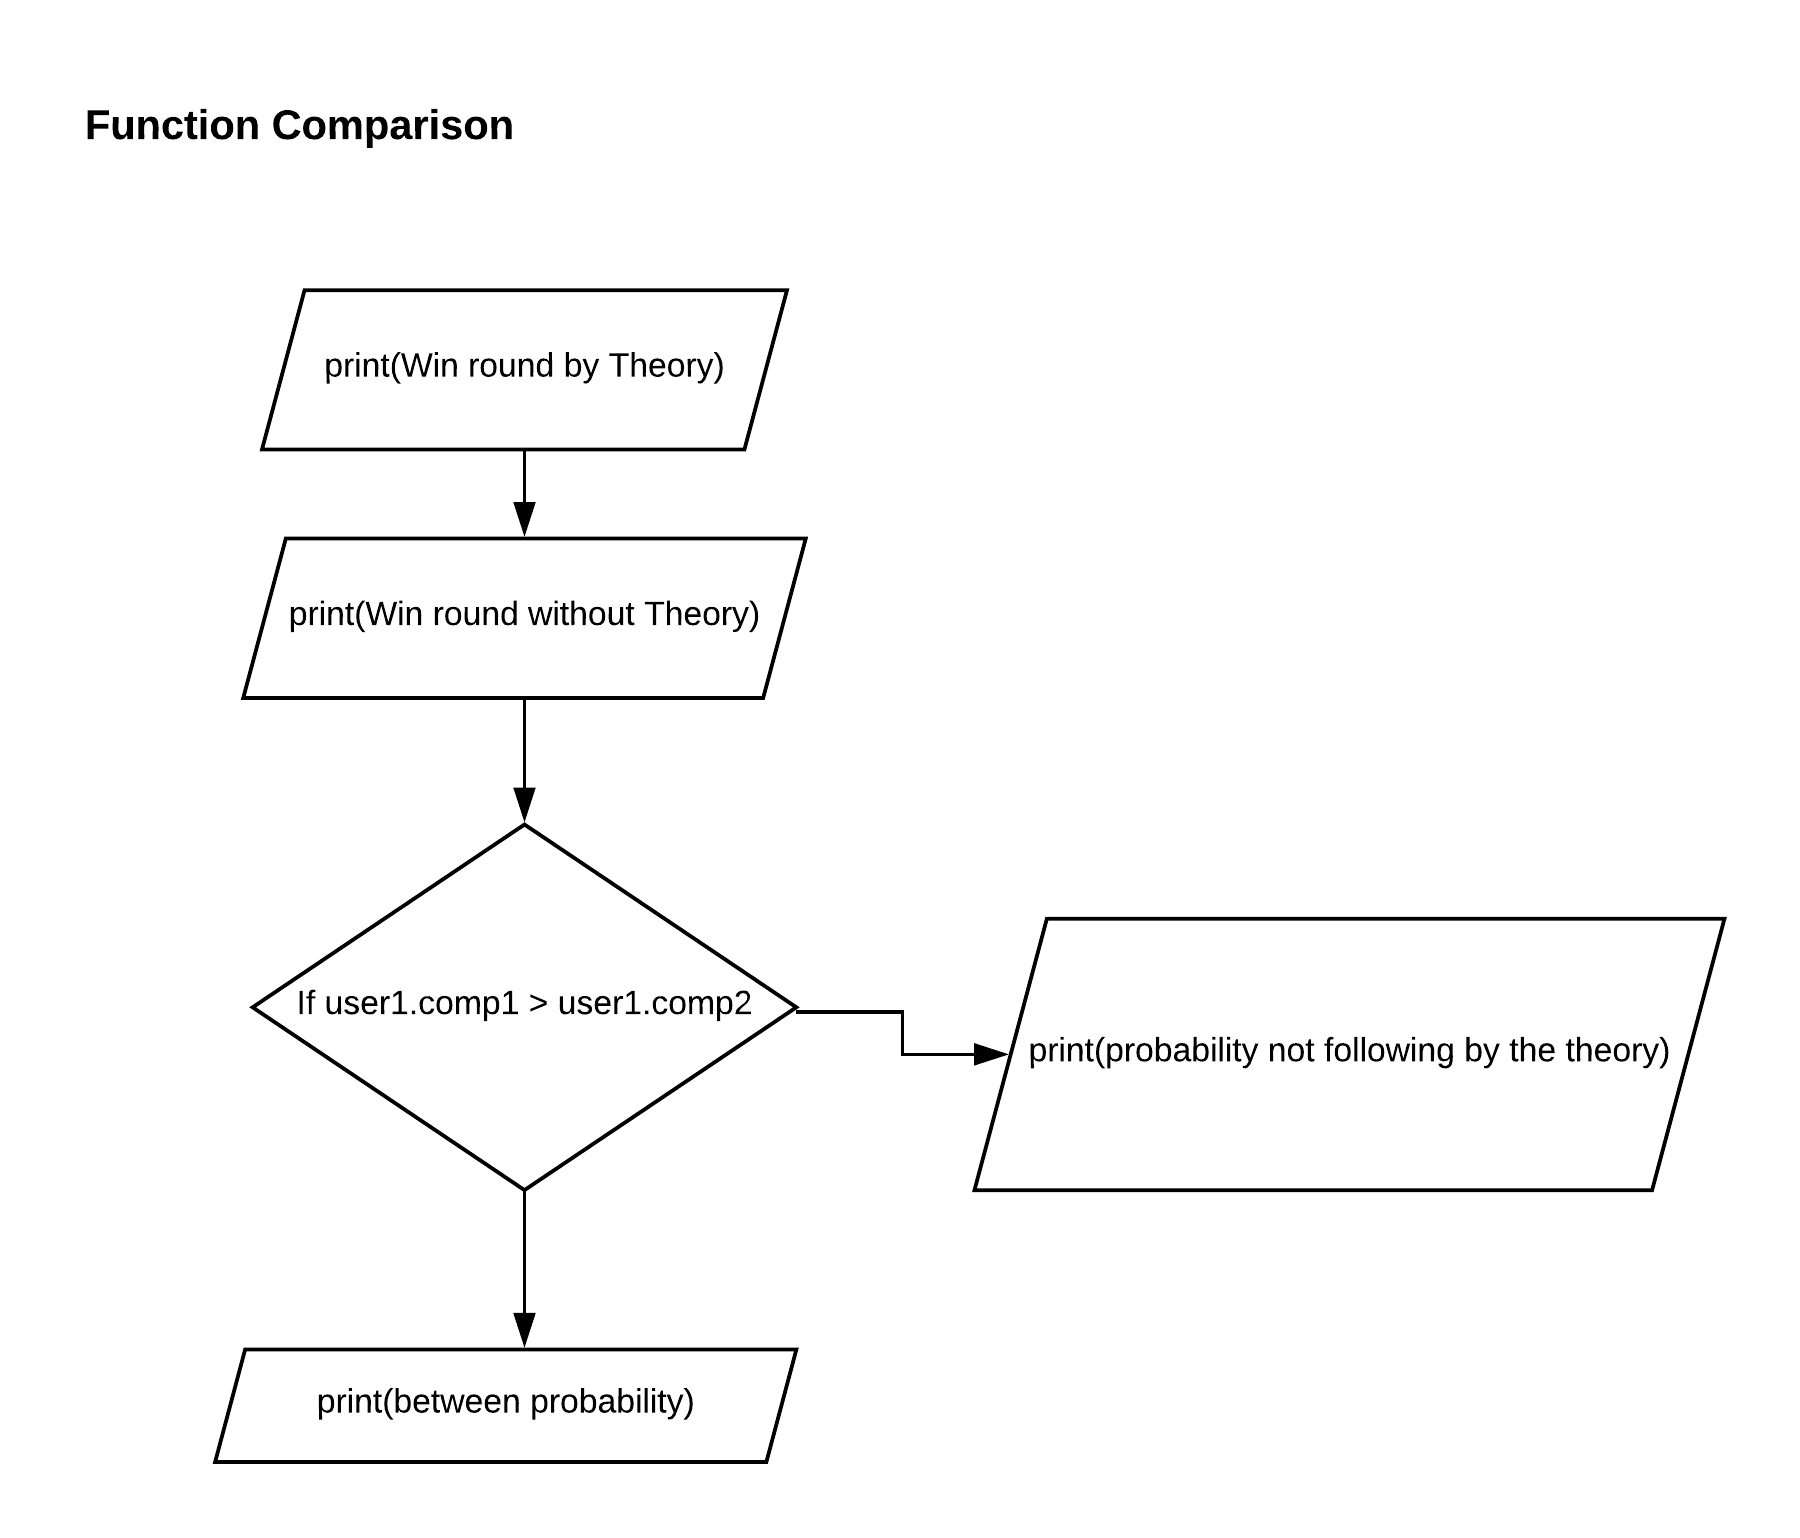 Function Comparison
print(Win round by Theory)
print(Win round without Theory)
If user1.comp1 > user1.comp2
print(probability not following by the theory)
print(between probability)